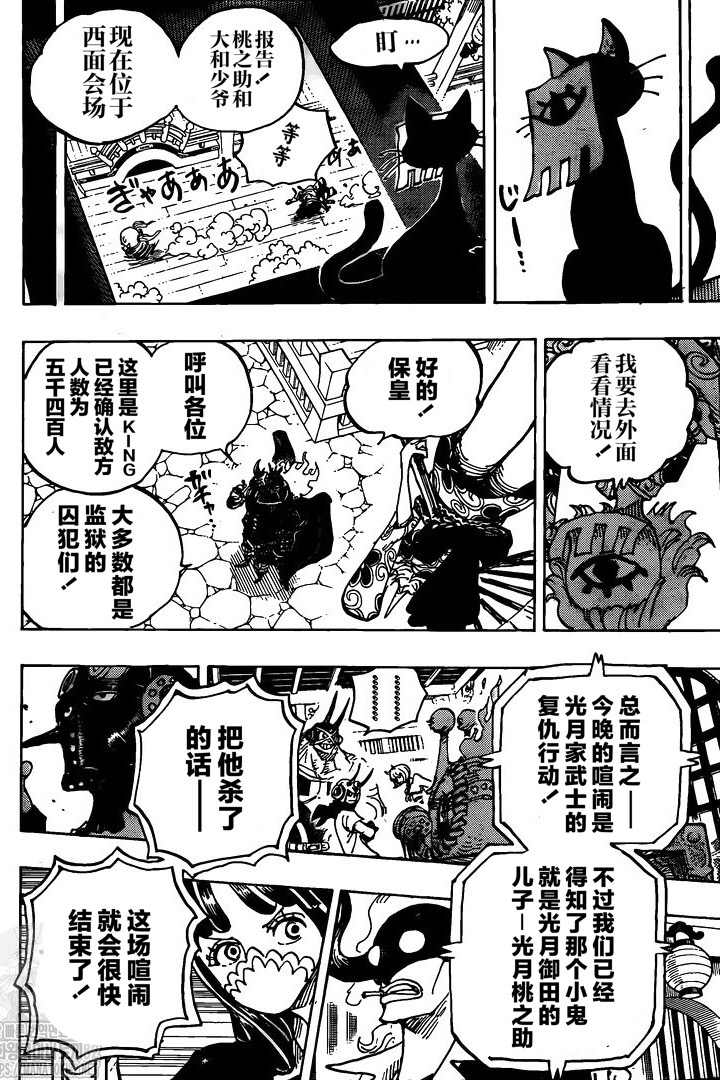 じー…
盯…
报告！
桃之助和
大和少爷
现在位于
西面会场
等等
ぎゃあああぁ
我要去外面
看看情况！
好的
保皇！
ガチャ…
呼叫各位
这里是KING
已经确认敌方
人数为
五千四百人
大多数都是
监狱的
囚犯们！
总而言之—
今晚的喧闹是
光月家武士的
复仇行动！
不过我们已经
得知了那个小鬼
就是光月御田的
儿子—光月桃之助
把他杀了
的话—
这场喧闹
就会很快
结束了！